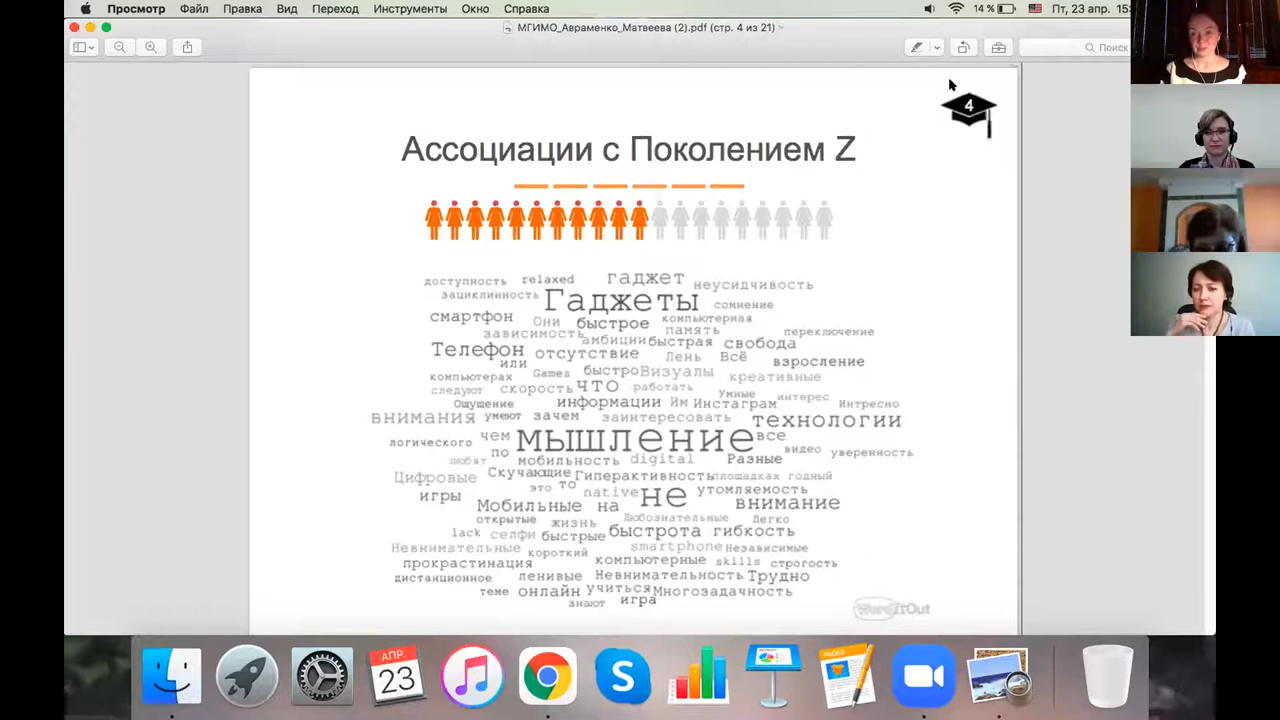 Просмотр Файл Правка Вид Переход Инструменты Окно Справка 14 % Пт, 23 апр.
МГИМО_Авраменко_Матвеева (2).pdf (стр. 4 из 21)
Поиск
4
Ассоциации с Поколением Z
доступность relaxed гаджет неусидчивость
зацикленность Гаджеты сомнение
смартфон Они быстрое компьютерная
зависимость амбиции быстрая память свобода переключение
Телефон отсутствие Лень Всё взросление
или
компьютерах Games быстро Визуалы креативные
следуют скорость что работать
Ощущение информации Им Инстаграм Умные интерес Интресно
внимания умеют зачем заинтересовать технологии
логического чем мышление все
любят по мобильность digital Разные видео уверенность
Цифровые Скучающие Гиперактивность площадках годный
это то native не утомляемость
игры Мобильные на внимание
открытые жизнь Любознательные Легко
lack селфи быстрые быстрота гибкость
Невнимательные короткий smartphone Независимые
прокрастинация компьютерные skills строгость
дистанционное ленивые Невнимательность Трудно
теме онлайн учиться Многозадачность
знают игра
WordItOut
АПР.
23
PAGES